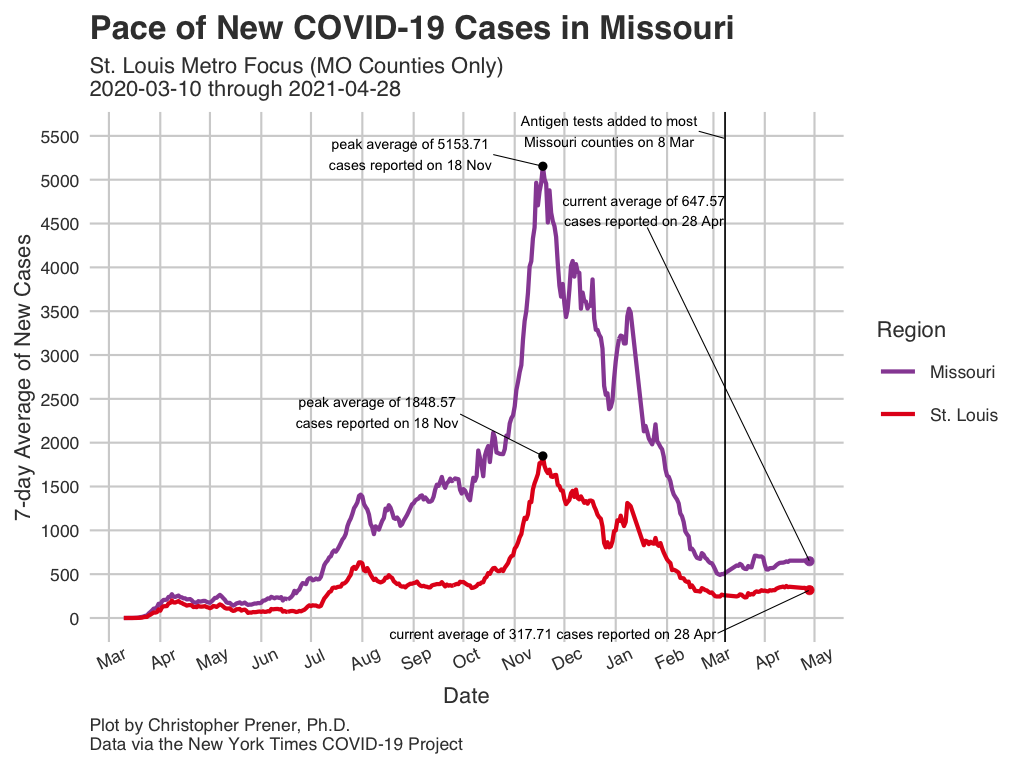 Pace of New COVID-19 Cases in Missouri
St. Louis Metro Focus (MO Counties Only)
2020-03-10 through 2021-04-28
7-day Average of New Cases
5500
5000
4500
4000
3500
3000
2500
2000
1500
1000
500
0
Antigen tests added to most
Missouri counties on 8 Mar
peak average of 5153.71
cases reported on 18 Nov
current average of 647.57
cases reported on 28 Apr
peak average of 1848.57
cases reported on 18 Nov
current average of 317.71 cases reported on 28 Apr
Mar
Apr
May
Jun
Jul
Aug
Sep
Oct
Nov
Dec
Jan
Feb
Mar
Apr
May
Date
Region
Missouri
St. Louis
Plot by Christopher Prener, Ph.D.
Data via the New York Times COVID-19 Project